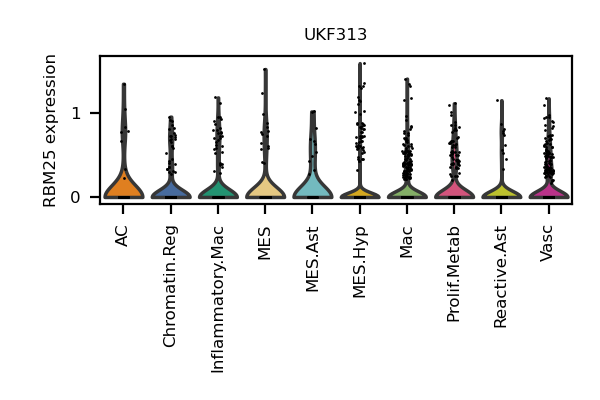 UKF313
RBM25 expression
1
0
AC
Chromatin.Reg
Inflammatory.Mac
MES
MES.Ast
MES.Hyp
Mac
Prolif.Metab
Reactive.Ast
Vasc